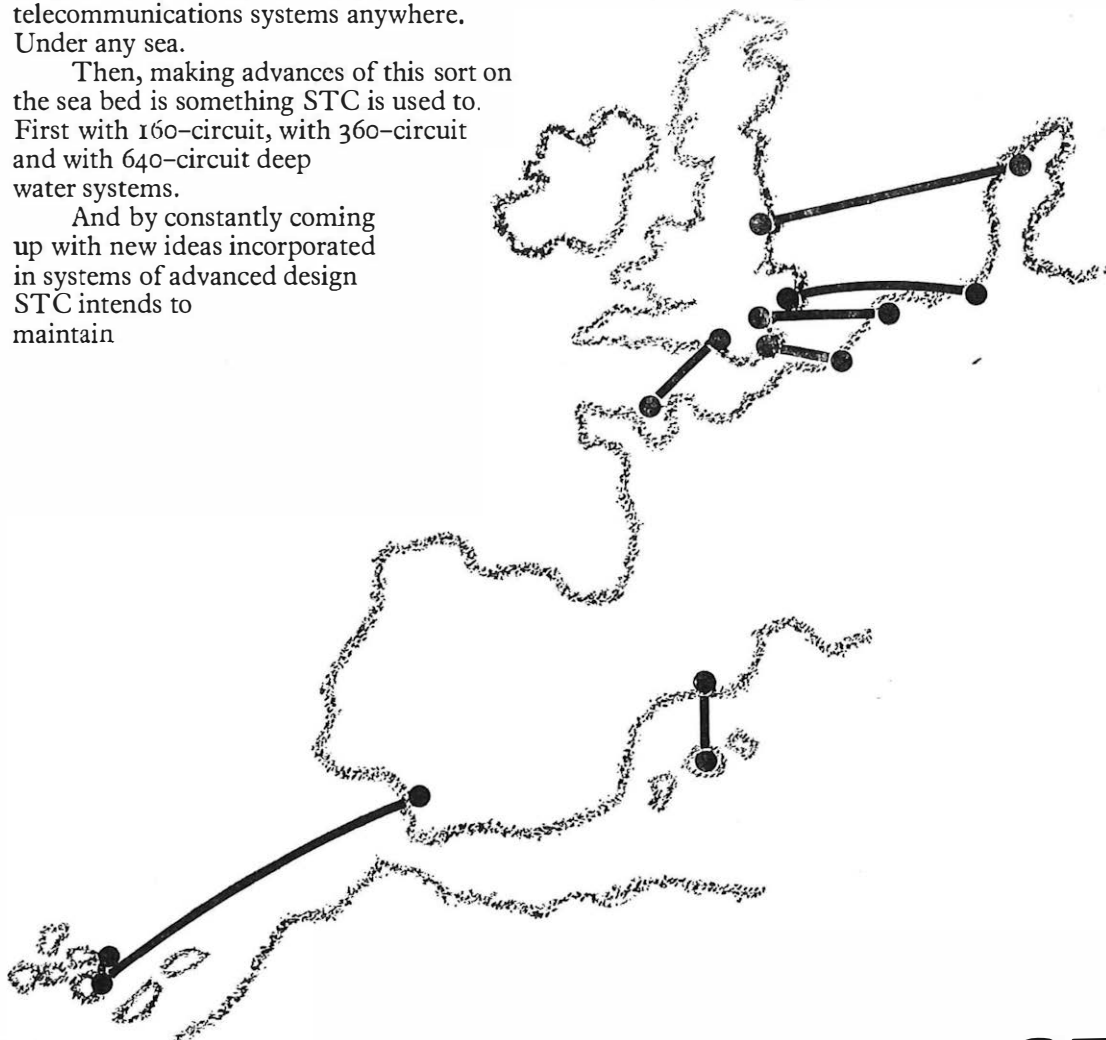 telecommunications systems anywhere.
Under any sea.
Then, making advances of this sort on
the sea bed is something STC is used to.
First with 160–circuit, with 360–circuit
and with 640–circuit deep
water systems.
And by constantly coming
up with new ideas incorporated
in systems of advanced design
STC intends to
maintain